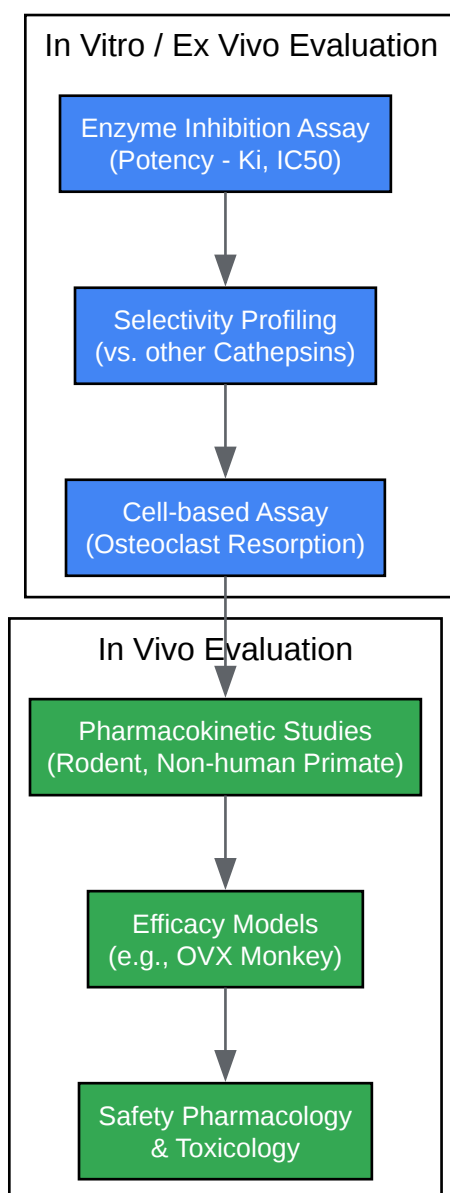 In Vitro / Ex Vivo Evaluation
Enzyme Inhibition Assay
(Potency - Ki, IC50)
Selectivity Profiling
(vs. other Cathepsins)
Cell-based Assay
(Osteoclast Resorption)
In Vivo Evaluation
Pharmacokinetic Studies
(Rodent, Non-human Primate)
Efficacy Models
(e.g., OVX Monkey)
Safety Pharmacology
& Toxicology